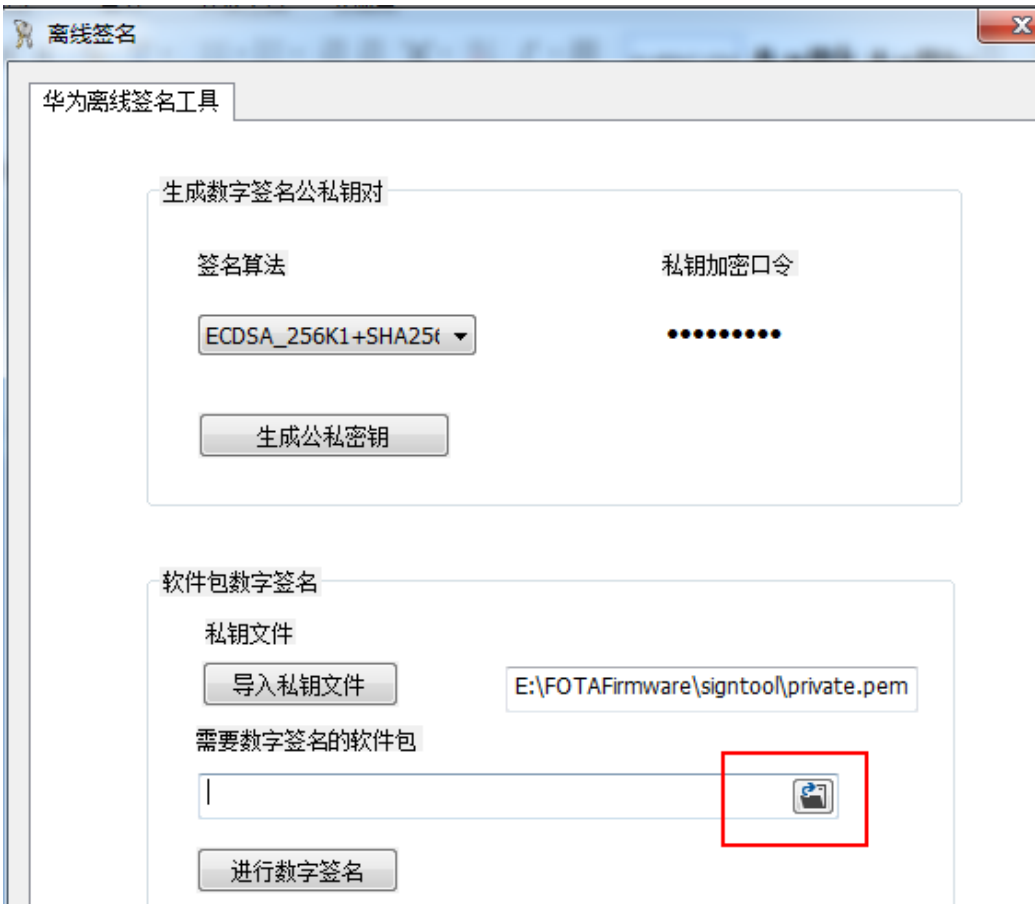 离线签名
华为离线签名工具
生成数字签名公私钥对
签名算法
私钥加密口令
ECDSA_256K1+SHA256
•••••••••
生成公私密钥
软件包数字签名
私钥文件
导入私钥文件
E:\FOTAFirmware\signtool\private.pem
需要数字签名的软件包
进行数字签名